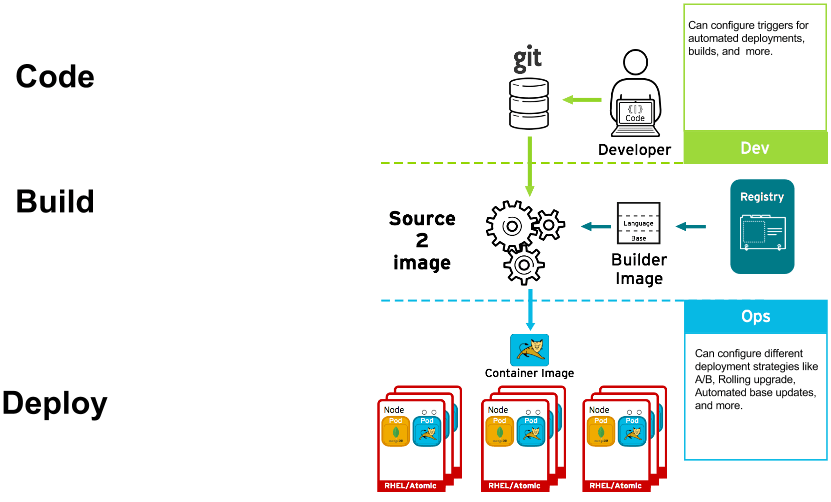 Code
git
{|}
Code
Developer
Can configure triggers for
automated deployments,
builds, and more.
Dev
Build
Source
2
image
Language
Base
Builder
Image
Registry
Ops
Can configure different
deployment strategies like
A/B, Rolling upgrade,
Automated base updates,
and more.
Container Image
Deploy
Node
Pod
Pod
RHEL/Atomic
Node
Pod
Pod
RHEL/Atomic
Node
Pod
Pod
RHEL/Atomic